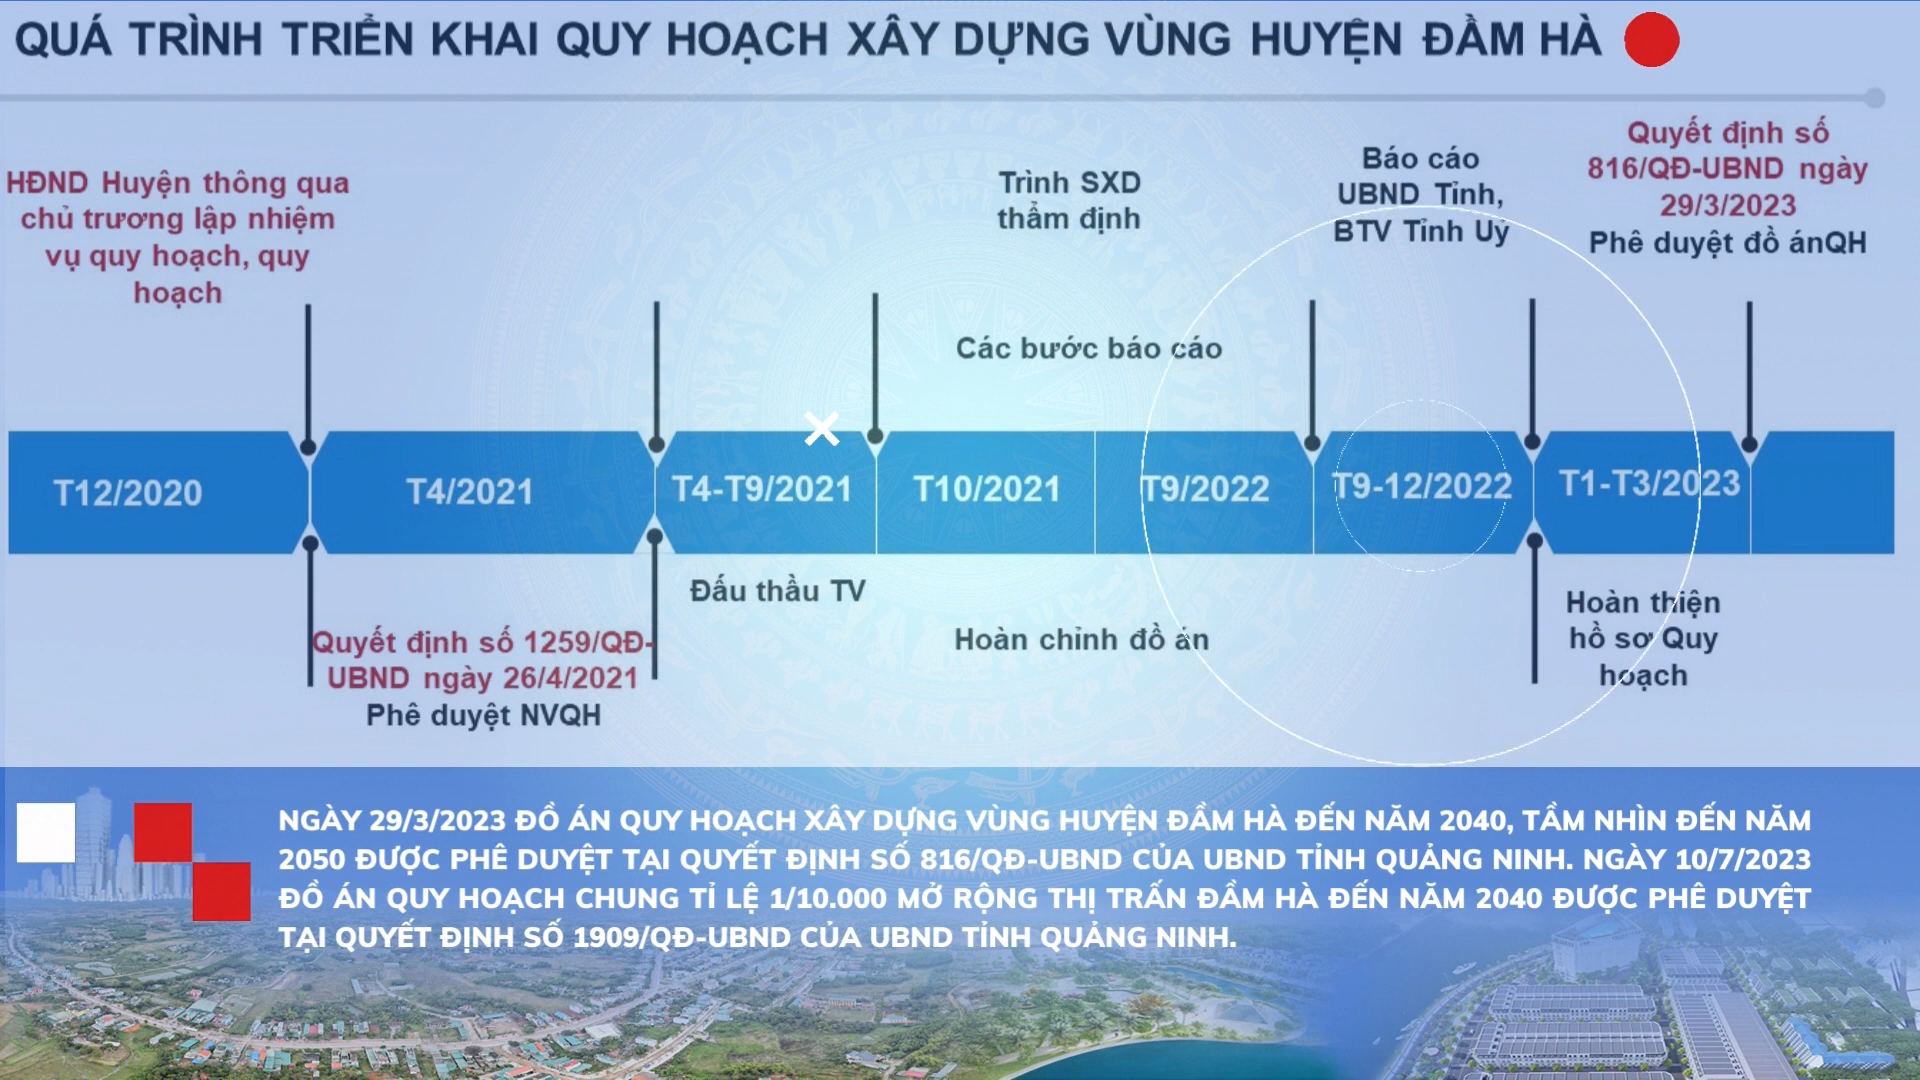 QUÁ TRÌNH TRIỂN KHAI QUY HOẠCH XÂY DỰNG VÙNG HUYỆN ĐẦM HÀ
HĐND Huyện thông qua
chủ trương lập nhiệm
vụ quy hoạch, quy
hoạch
Trình SXD
thẩm định
Báo cáo
UBND Tỉnh,
BTV Tỉnh Uỷ
Quyết định số
816/QĐ-UBND ngày
29/3/2023
Phê duyệt đồ ánQH
Các bước báo cáo
T12/2020
T4/2021
T4-T9/2021
T10/2021
T9/2022
T9-12/2022
T1-T3/2023
Quyết định số 1259/QĐ-
UBND ngày 26/4/2021
Phê duyệt NVQH
Đấu thầu TV
Hoàn chỉnh đồ án
Hoàn thiện
hồ sơ Quy
hoạch
NGÀY 29/3/2023 ĐỒ ÁN QUY HOẠCH XÂY DỰNG VÙNG HUYỆN ĐẦM HÀ ĐẾN NĂM 2040, TẦM NHÌN ĐẾN NĂM
2050 ĐƯỢC PHÊ DUYỆT TẠI QUYẾT ĐỊNH SỐ 816/QĐ-UBND CỦA UBND TỈNH QUẢNG NINH. NGÀY 10/7/2023
ĐỒ ÁN QUY HOẠCH CHUNG TỈ LỆ 1/10.000 MỞ RỘNG THỊ TRẤN ĐẦM HÀ ĐẾN NĂM 2040 ĐƯỢC PHÊ DUYỆT
TẠI QUYẾT ĐỊNH SỐ 1909/QĐ-UBND CỦA UBND TỈNH QUẢNG NINH.